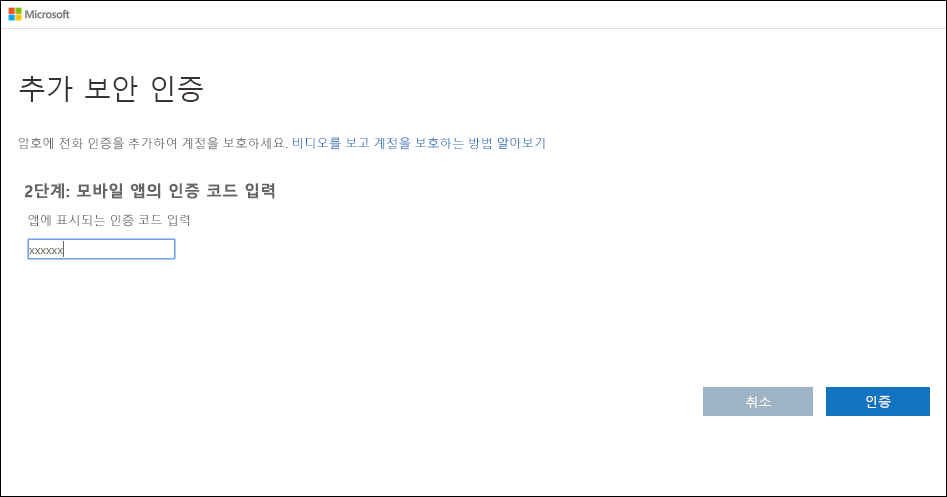 Microsoft
추가 보안 인증
암호에 전화 인증을 추가하여 계정을 보호하세요. 비디오를 보고 계정을 보호하는 방법 알아보기
2단계: 모바일 앱의 인증 코드 입력
앱에 표시되는 인증 코드 입력
xxxxxx
취소
인증